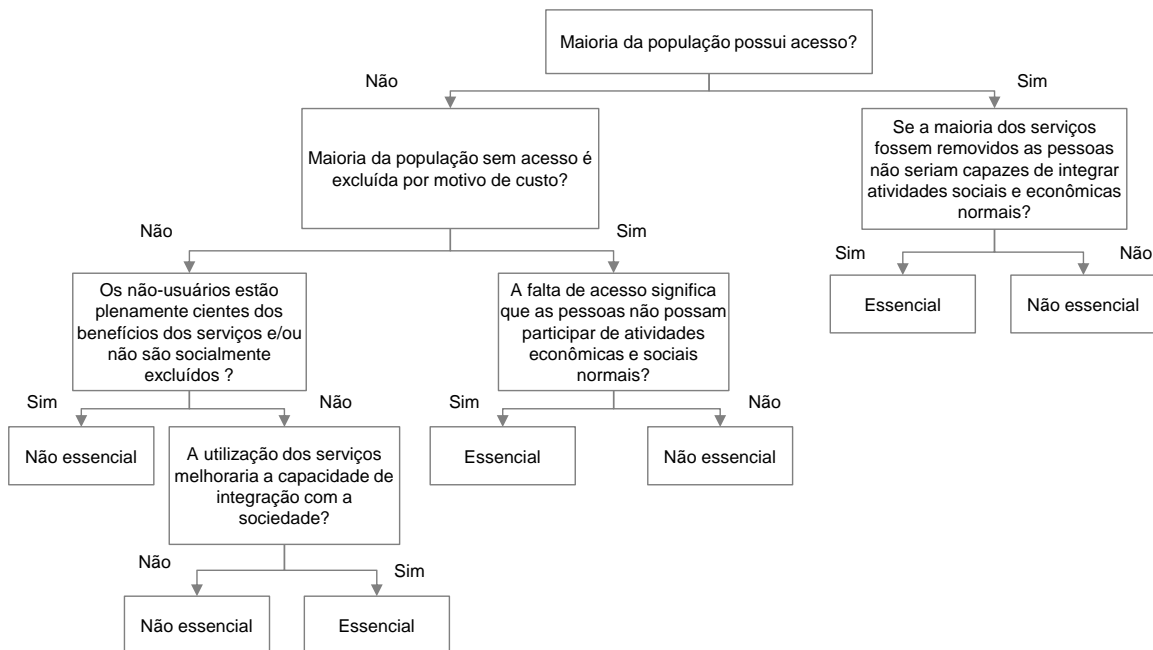 Maioria da população possui acesso?
Não
Sim
Maioria da população sem acesso é
excluída por motivo de custo?
Se a maioria dos serviços
fossem removidos as pessoas
não seriam capazes de integrar
atividades sociais e econômicas
normais?
Não
Sim
Sim
Não
Os não-usuários estão
plenamente cientes dos
benefícios dos serviços e/ou
não são socialmente
excluídos ?
A falta de acesso significa
que as pessoas não possam
participar de atividades
econômicas e sociais
normais?
Essencial
Não essencial
Sim
Não
Sim
Não
Não essencial
A utilização dos serviços
melhoraria a capacidade de
integração com a
sociedade?
Essencial
Não essencial
Não
Sim
Não essencial
Essencial